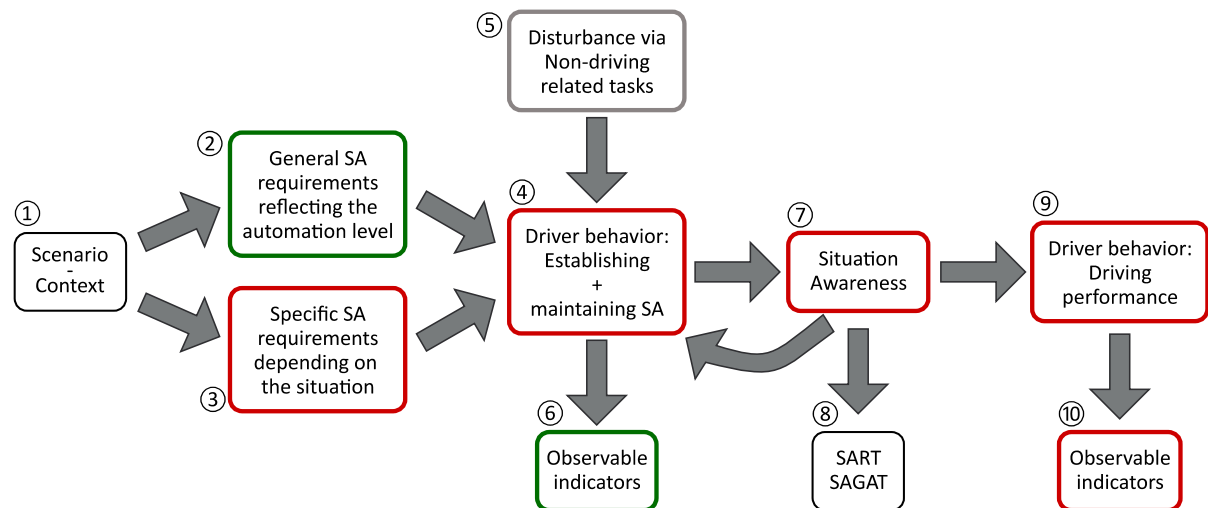 ①
Scenario
-
Context
②
General SA
requirements
reflecting the
automation level
③
Specific SA
requirements
depending on
the situation
④
Driver behavior:
Establishing
+
maintaining SA
⑤
Disturbance via
Non-driving
related tasks
⑥
Observable
indicators
⑦
Situation
Awareness
⑧
SART
SAGAT
⑨
Driver behavior:
Driving
performance
⑩
Observable
indicators